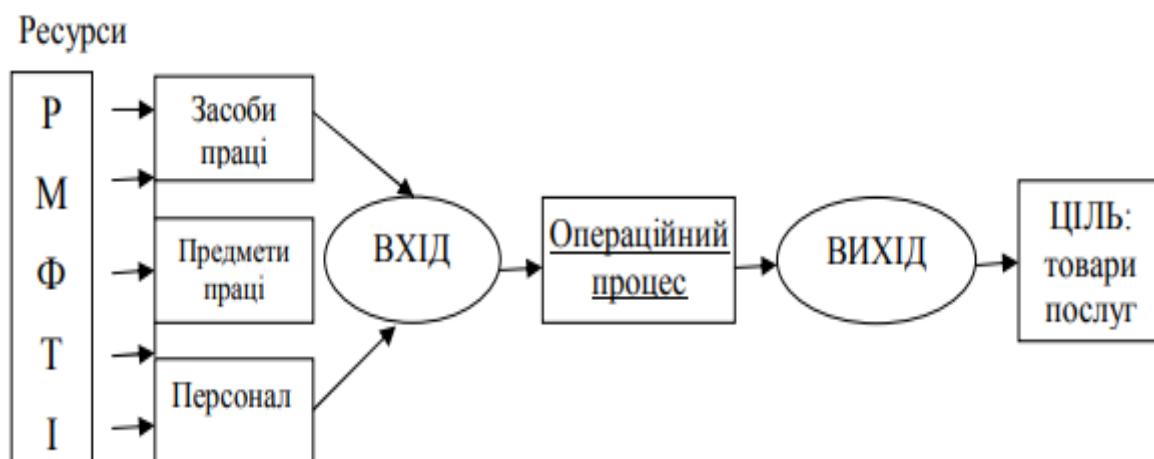 Ресурси
Р
М
Ф
Т
І
Засоби
праці
Предмети
праці
Персонал
ВХІД
Операційний
процес
ВИХІД
ЦІЛЬ:
товари
послуг